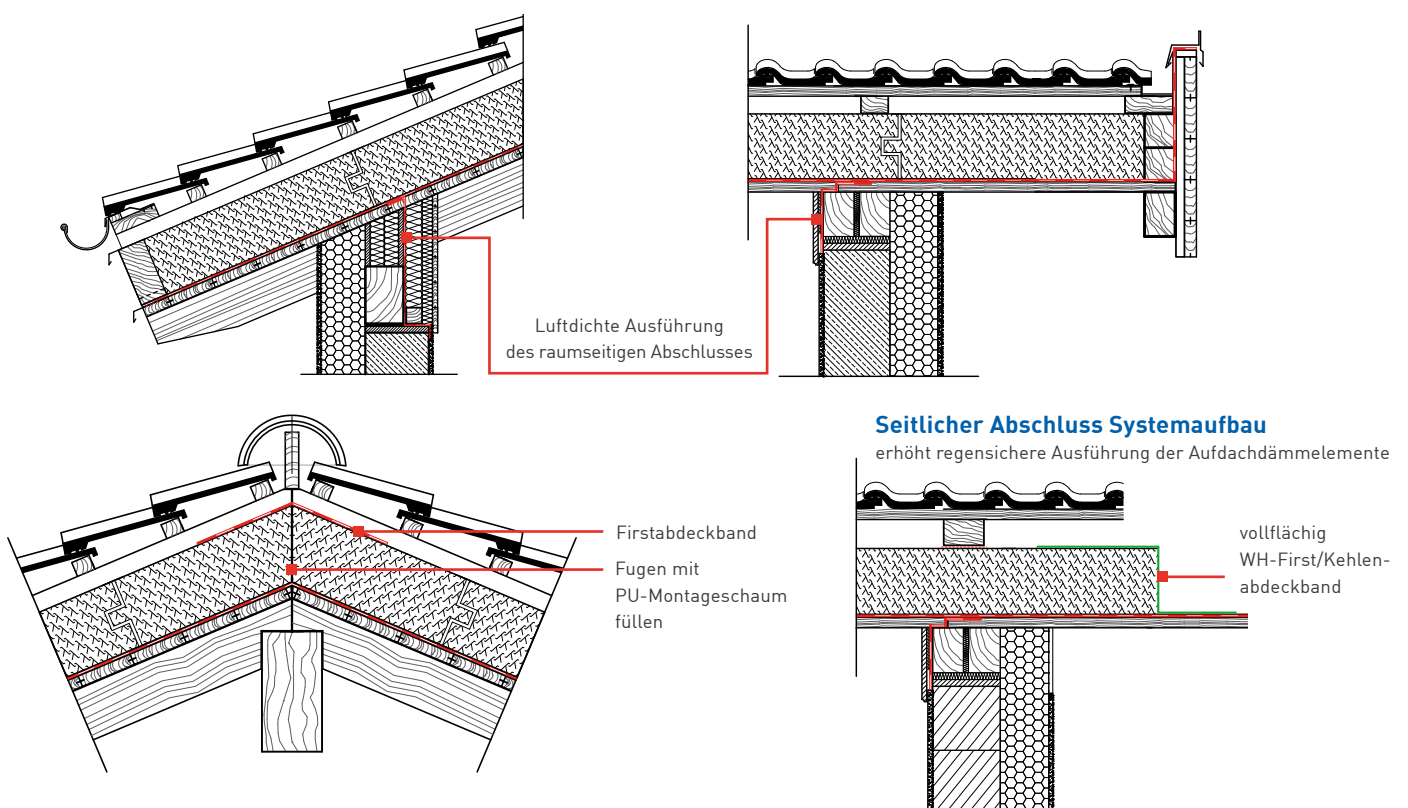 Luftdichte Ausführung
des raumseitigen Abschlusses
Seitlicher Abschluss Systemaufbau
erhöht regensichere Ausführung der Aufdachdämmelemente
Firstabdeckband
Fugen mit
PU-Montageschaum
füllen
vollflächig
WH-First/Kehlen-
abdeckband